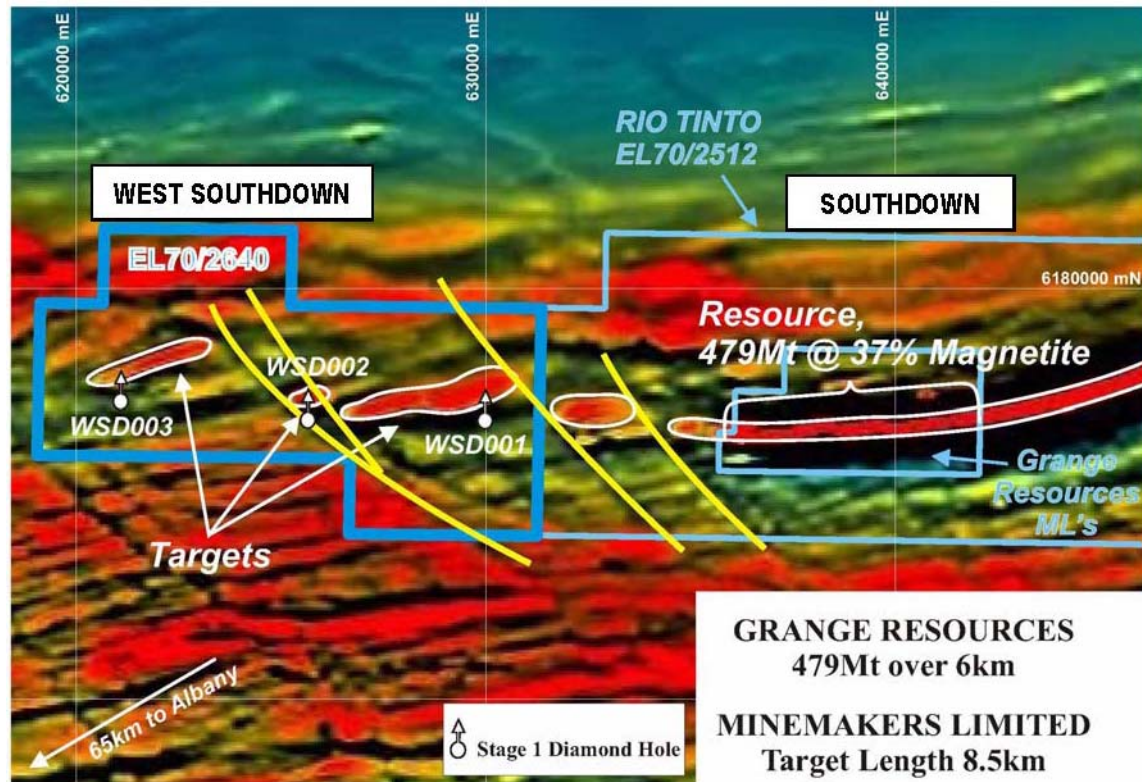 620000 mE
630000 mE
640000 mE
RIO TINTO
EL70/2512
WEST SOUTHDOWN
SOUTHDOWN
EL70/2640
6180000 mN
Resource,
479Mt @ 37% Magnetite
WSD002
WSD003
WSD001
Grange
Resources
ML's
Targets
65km to Albany
Stage 1 Diamond Hole
GRANGE RESOURCES
479Mt over 6km
MINEMAKERS LIMITED
Target Length 8.5km